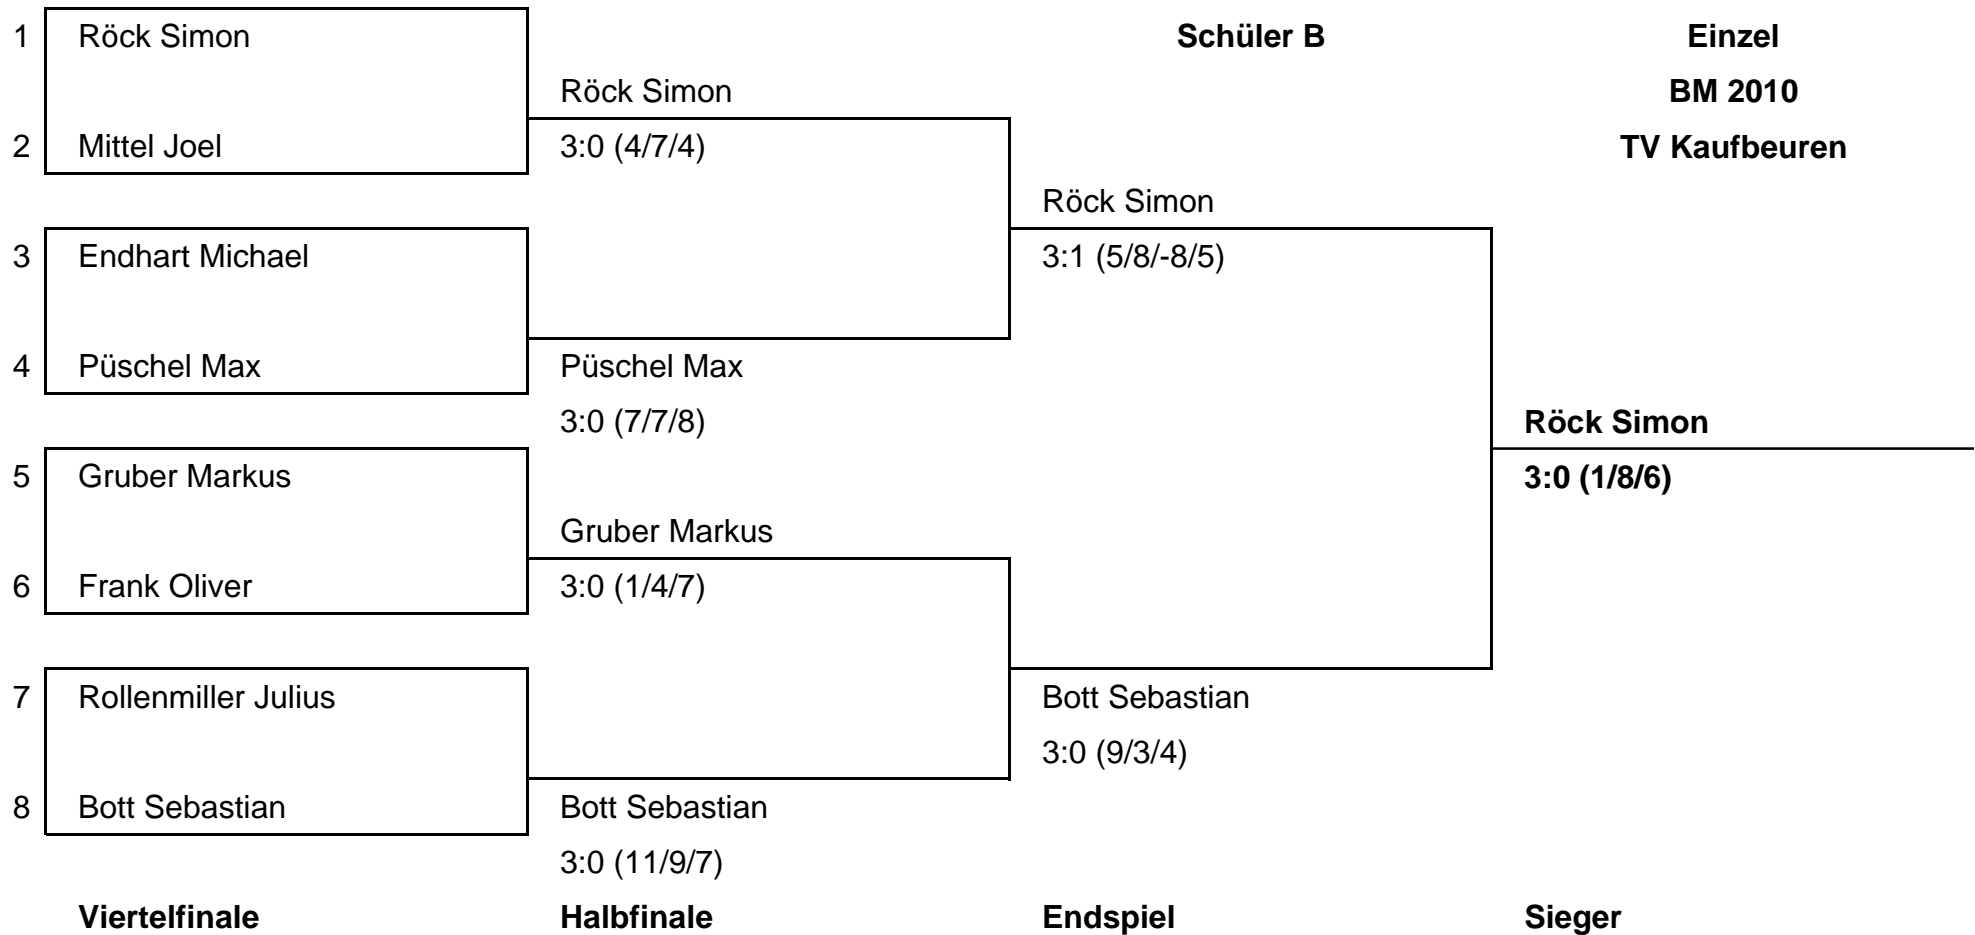 1 Röck Simon Schüler B Einzel
Röck Simon BM 2010
2 Mittel Joel 3:0 (4/7/4) TV Kaufbeuren
Röck Simon
3 Endhart Michael 3:1 (5/8/-8/5)
4 Püschel Max Püschel Max
3:0 (7/7/8) Röck Simon
5 Gruber Markus 3:0 (1/8/6)
Gruber Markus
6 Frank Oliver 3:0 (1/4/7)
7 Rollenmiller Julius Bott Sebastian
3:0 (9/3/4)
8 Bott Sebastian Bott Sebastian
3:0 (11/9/7)
Viertelfinale Halbfinale Endspiel Sieger